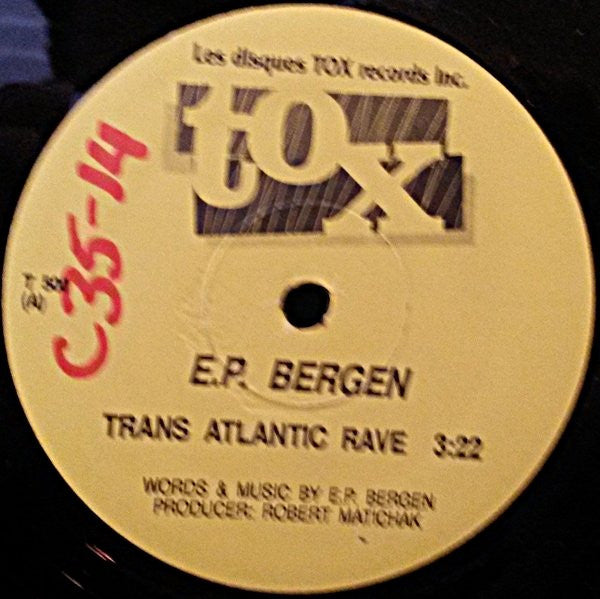 Les disques TOX records Inc.
tox
C35-14
(A)
E.P. BERGEN
TRANS ATLANTIC RAVE 3:22
WORDS & MUSIC BY E.P. BERGEN
PRODUCER: ROBERT MATICHAK